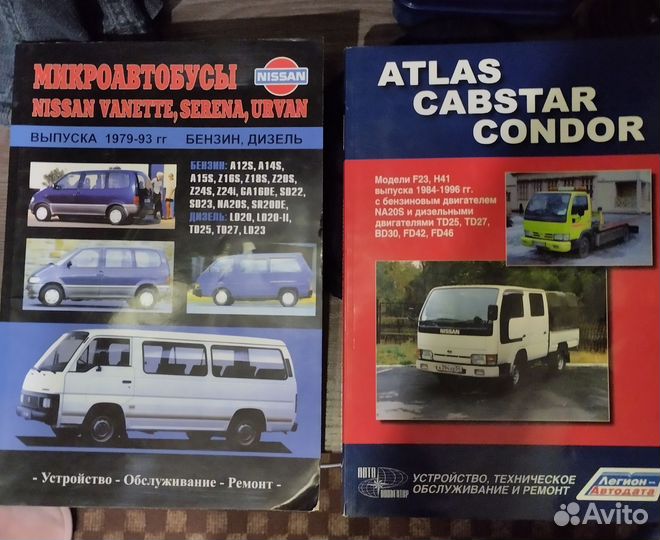 МИКРОАВТОБУСЫ
NISSAN
NISSAN VANETTE, SERENA, URVAN
ВЫПУСКА 1979-93 гг БЕНЗИН, ДИЗЕЛЬ
БЕНЗИН: A12S, A14S,
A15S, Z16S, Z18S, Z20S,
Z24S, Z24i, GA16DE, SD22,
SD23, NA20S, SR20DE,
ДИЗЕЛЬ: LD20, LD20-II,
TD25, TD27, LD23
- Устройство - Обслуживание - Ремонт -
ATLAS
CABSTAR
CONDOR
Модели F23, H41
выпуска 1984-1996 гг.
с бензиновым двигателем
NA20S и дизельными
двигателями TD25, TD27,
BD30, FD42, FD46
NISSAN
АВТО
НАВИГАТОР
УСТРОЙСТВО, ТЕХНИЧЕСКОЕ
ОБСЛУЖИВАНИЕ И РЕМОНТ
Легион-
Автодата
Avito